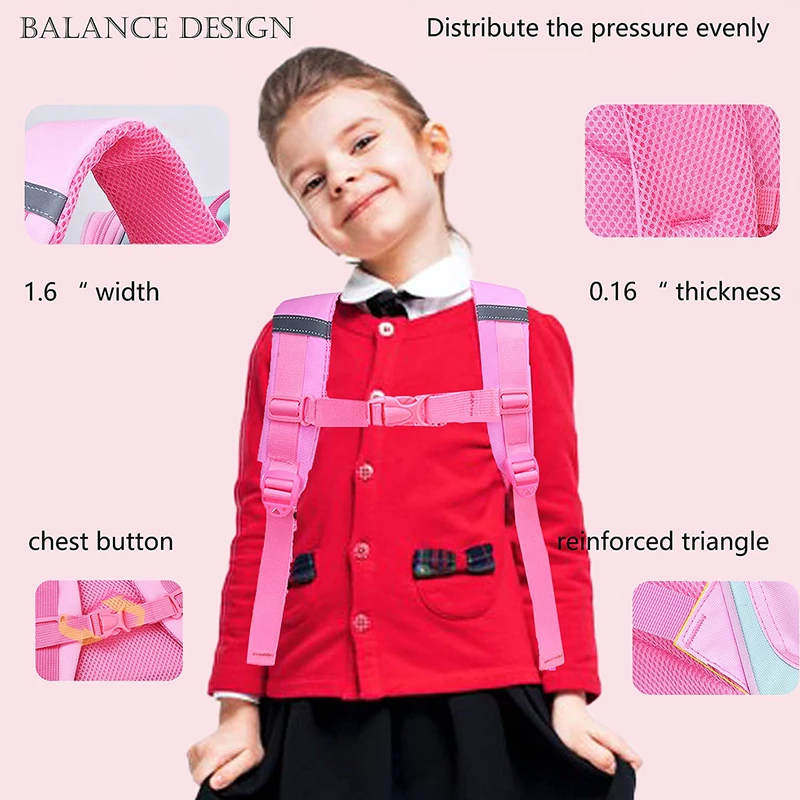 BALANCE DESIGN
Distribute the pressure evenly
1.6 “ width
0.16 “ thickness
chest button
reinforced triangle